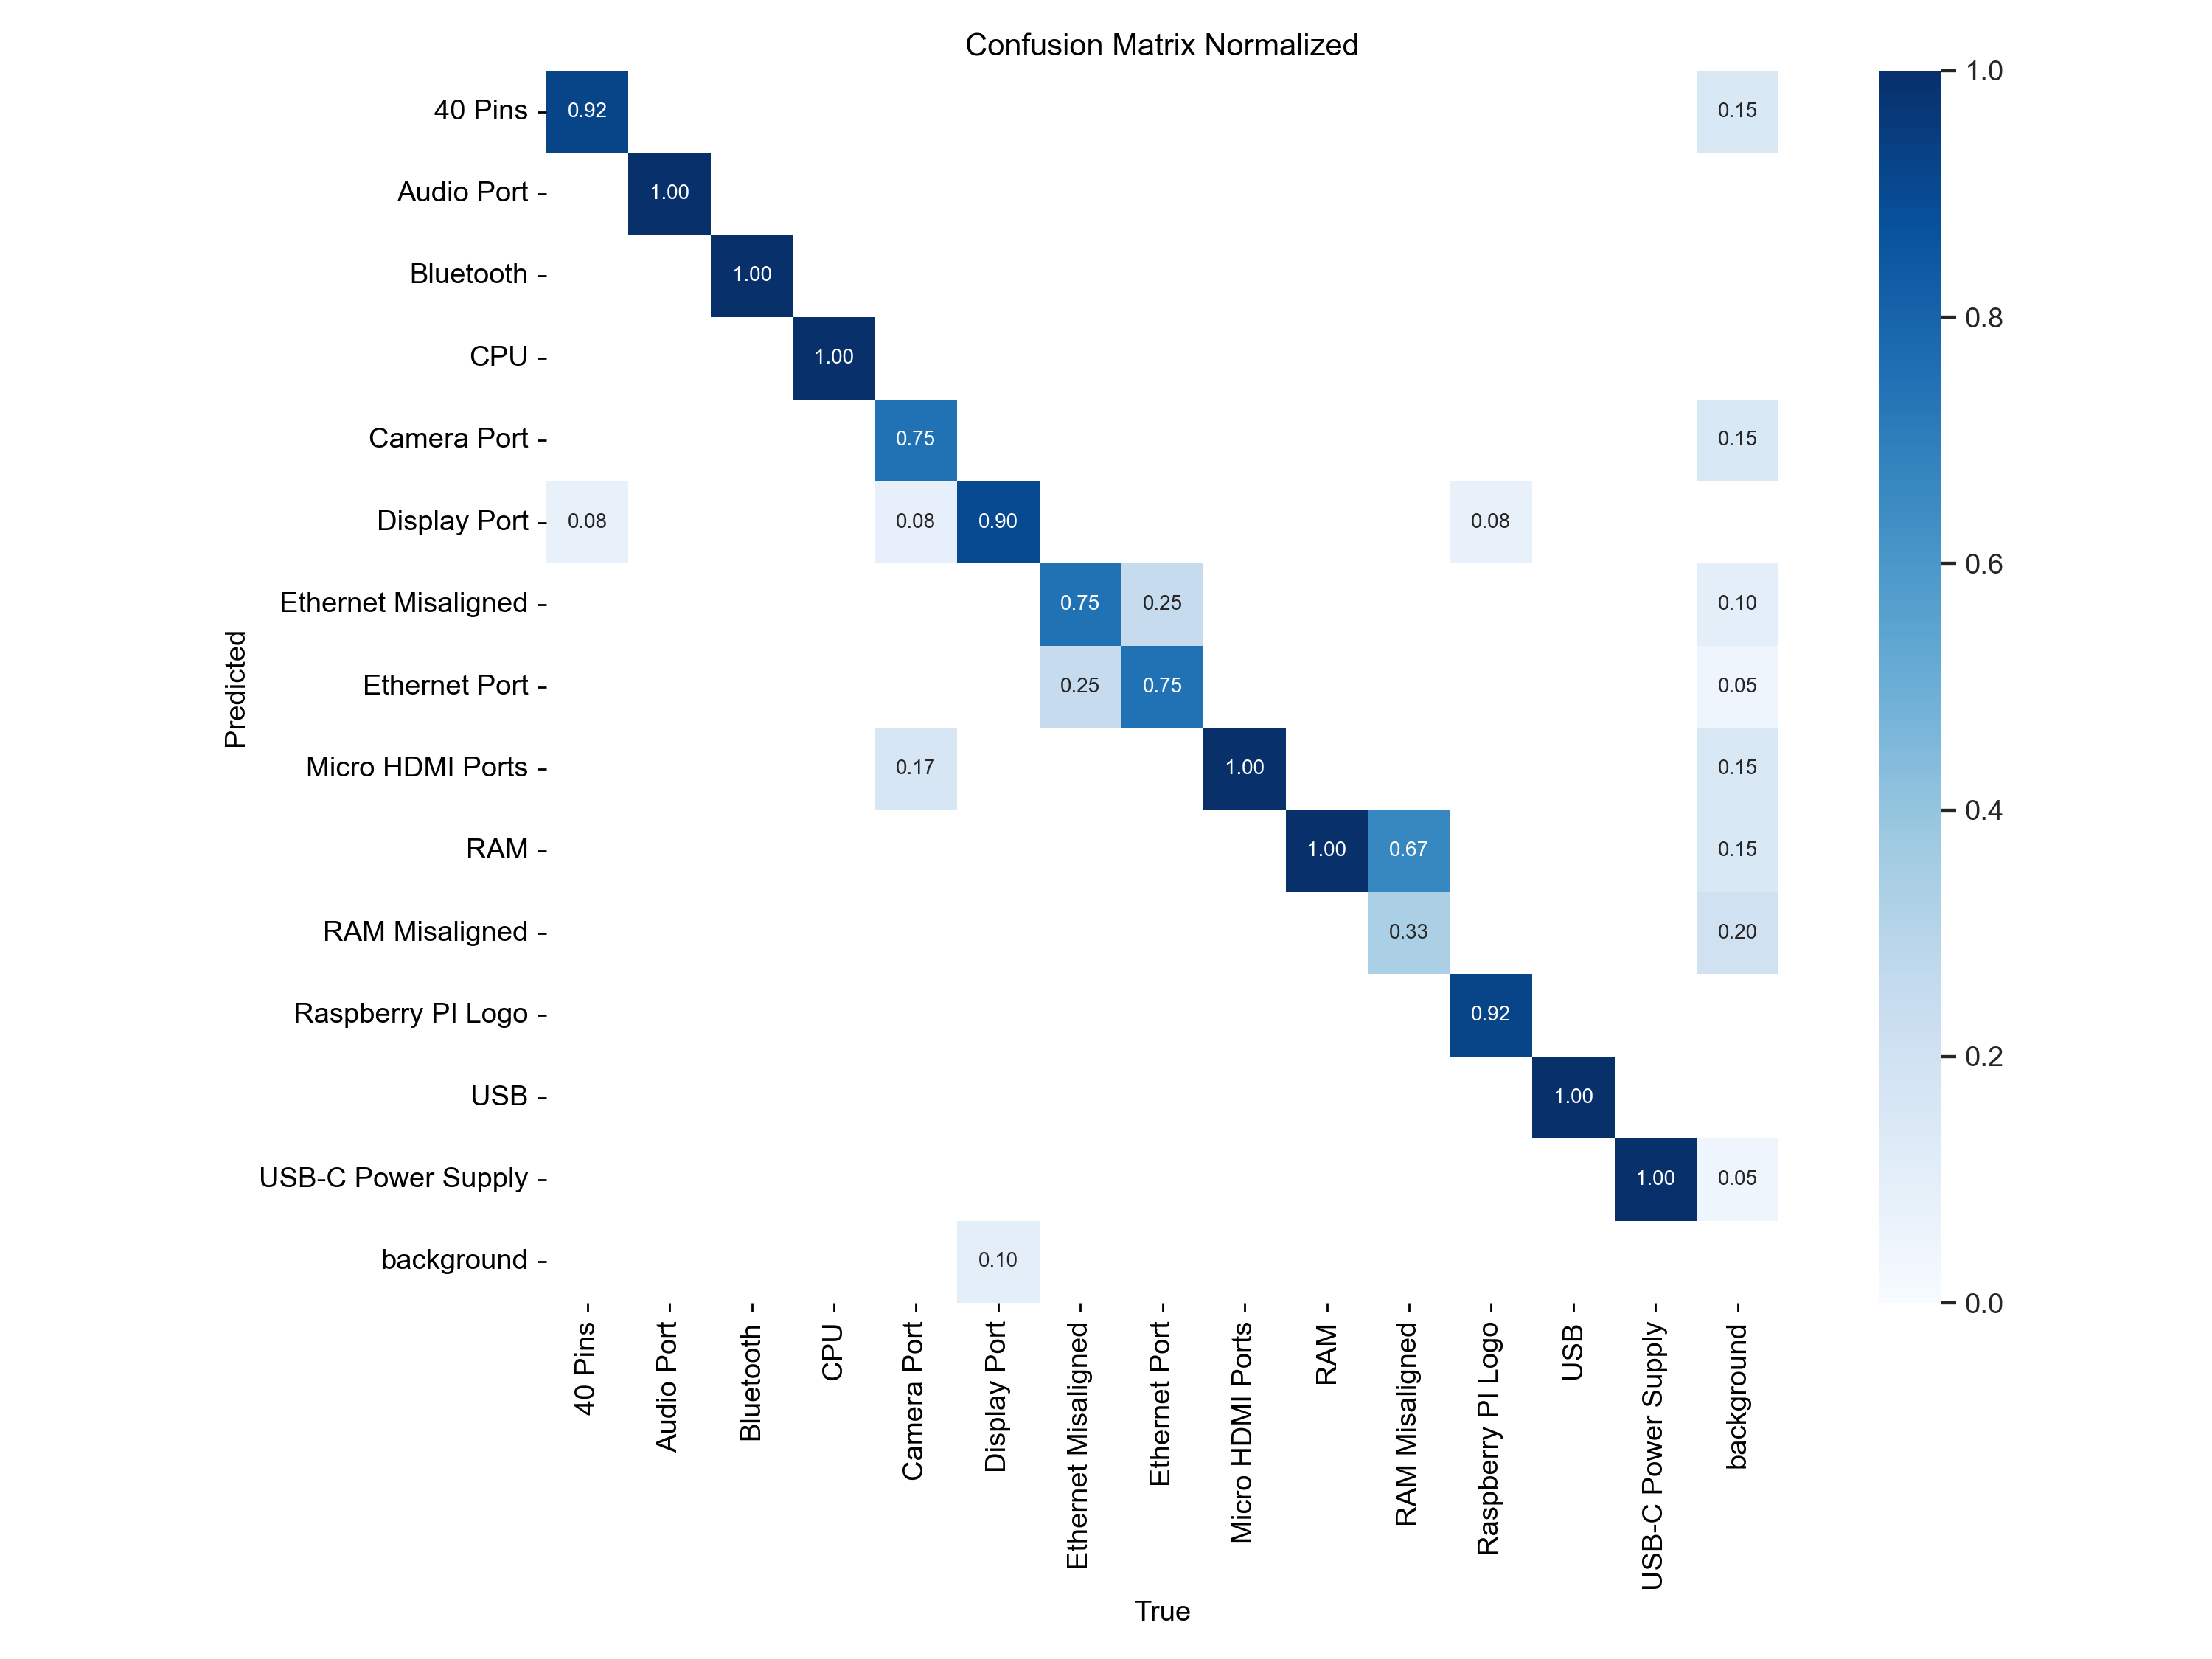 Confusion Matrix Normalized
40 Pins 0.92 0.15
Audio Port 1.00
Bluetooth 1.00
CPU 1.00
Camera Port 0.75 0.15
Display Port 0.08 0.08 0.90 0.08
Ethernet Misaligned 0.75 0.25 0.10
Ethernet Port 0.25 0.75 0.05
Micro HDMI Ports 0.17 1.00 0.15
RAM 1.00 0.67 0.15
RAM Misaligned 0.33 0.20
Raspberry PI Logo 0.92
USB 1.00
USB-C Power Supply 1.00 0.05
background 0.10
Predicted
40 Pins
Audio Port
Bluetooth
CPU
Camera Port
Display Port
Ethernet Misaligned
Ethernet Port
Micro HDMI Ports
RAM
RAM Misaligned
Raspberry PI Logo
USB
USB-C Power Supply
background
True
1.0
0.8
0.6
0.4
0.2
0.0